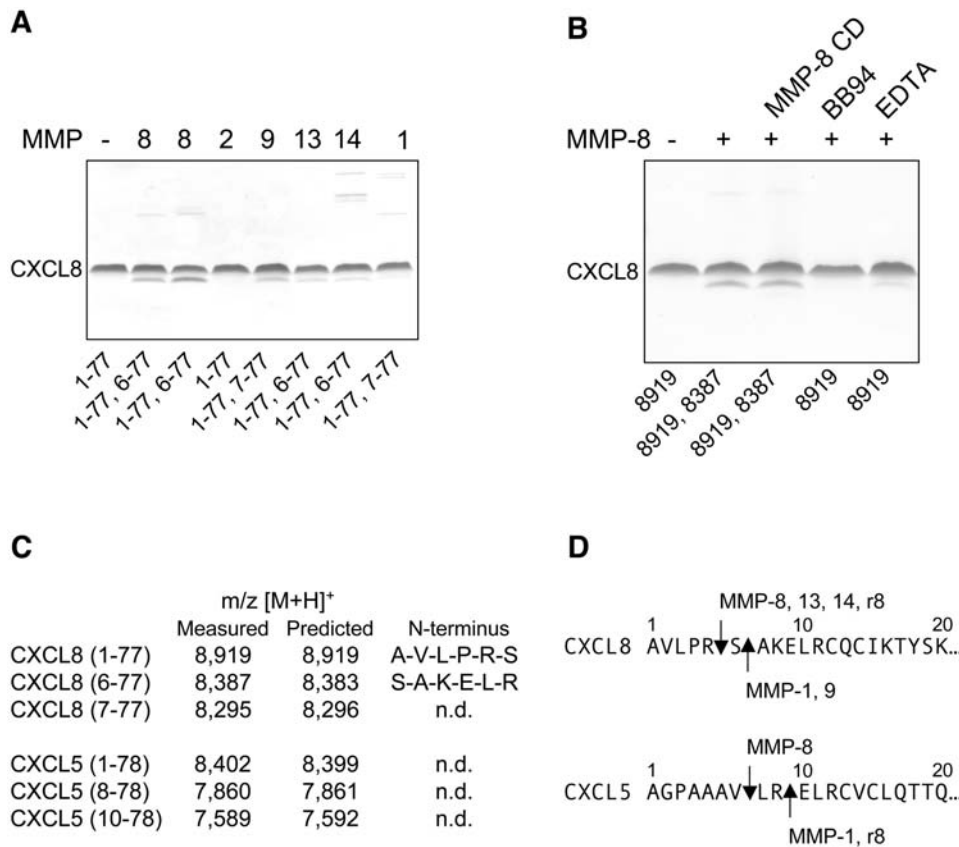 A
MMP - 8 8 2 9 13 14 1
CXCL8
1-77
1-77, 6-77
1-77, 6-77
1-77
1-77, 7-77
1-77, 6-77
1-77, 6-77
1-77, 7-77
B
MMP-8 CD
BB94
EDTA
MMP-8 - + + + +
CXCL8
8919
8919, 8387
8919, 8387
8919
8919
C
m/z [M+H]+
Measured Predicted N-terminus
CXCL8 (1-77) 8,919 8,919 A-V-L-P-R-S
CXCL8 (6-77) 8,387 8,383 S-A-K-E-L-R
CXCL8 (7-77) 8,295 8,296 n.d.
CXCL5 (1-78) 8,402 8,399 n.d.
CXCL5 (8-78) 7,860 7,861 n.d.
CXCL5 (10-78) 7,589 7,592 n.d.
D
MMP-8, 13, 14, r8
1 10 20
CXCL8 AVLPR S AKELRCQCIKTYSK…
MMP-1, 9
MMP-8
1 10 20
CXCL5 AGPAAAV LR ELRCVCLQTTQ…
MMP-1, r8